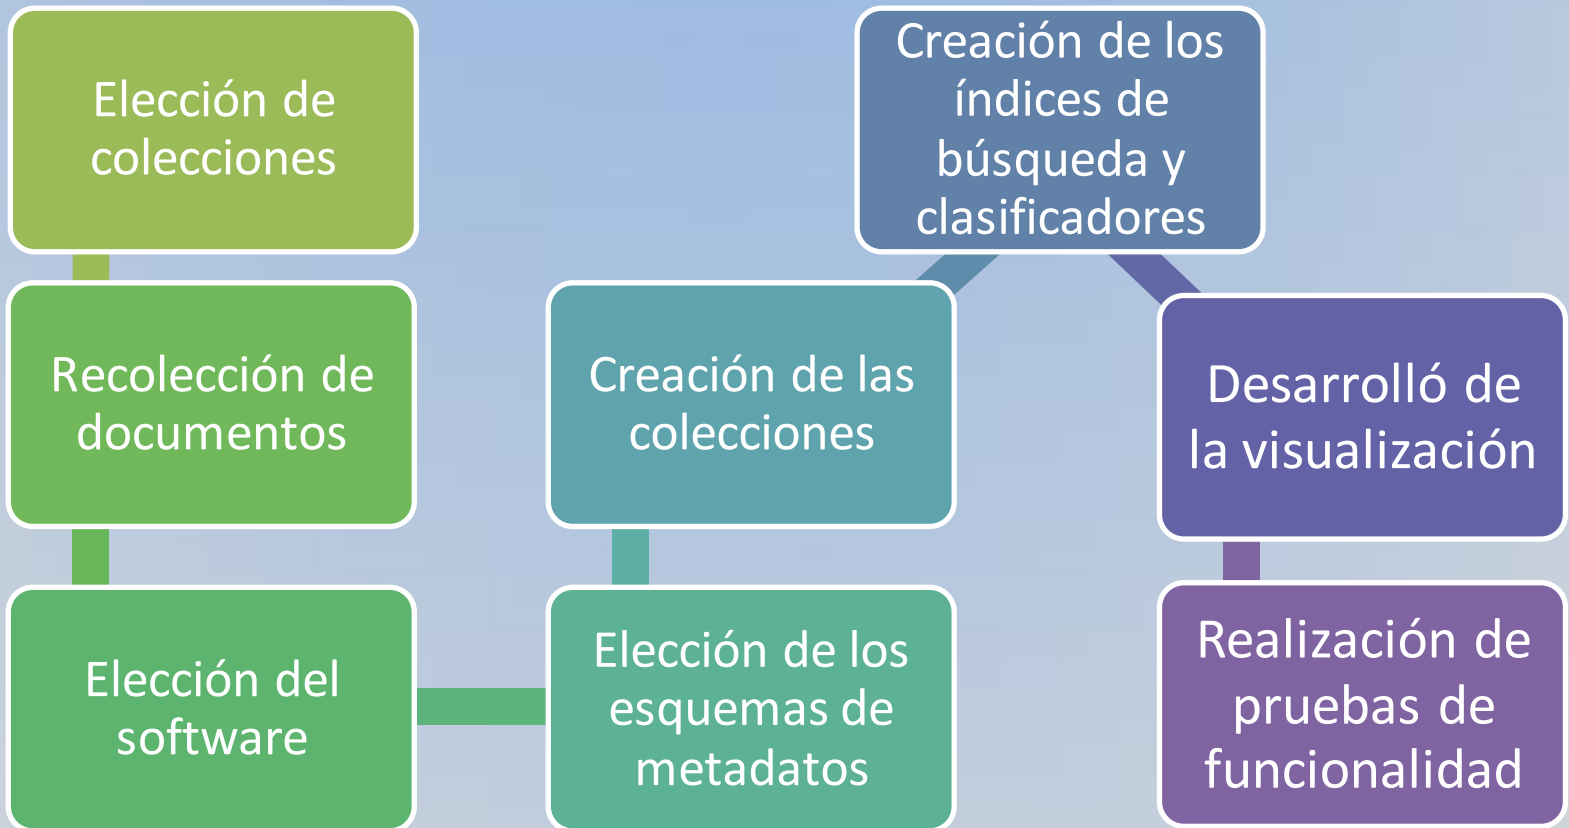 Elección de
colecciones
Recolección de
documentos
Elección del
software
Elección de los
esquemas de
metadatos
Creación de las
colecciones
Creación de los
índices de
búsqueda y
clasificadores
Desarrolló de
la visualización
Realización de
pruebas de
funcionalidad